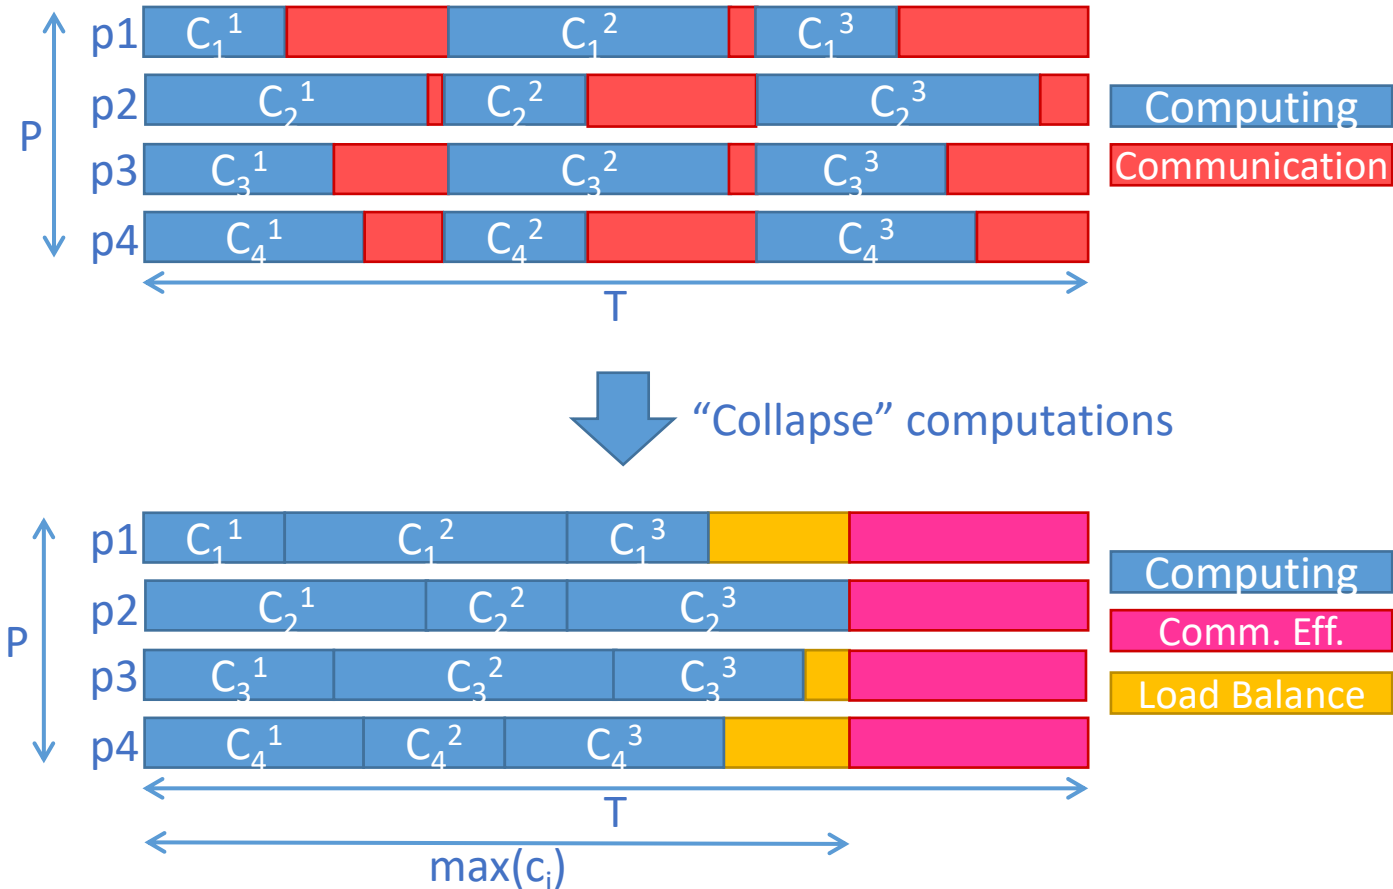 p1 C₁¹ C₁² C₁³
p2 C₂¹ C₂² C₂³
P
p3 C₃¹ C₃² C₃³
p4 C₄¹ C₄² C₄³
T
Computing
Communication
“Collapse” computations
p1 C₁¹ C₁² C₁³
p2 C₂¹ C₂² C₂³
P
p3 C₃¹ C₃² C₃³
p4 C₄¹ C₄² C₄³
T
max(cᵢ)
Computing
Comm. Eff.
Load Balance